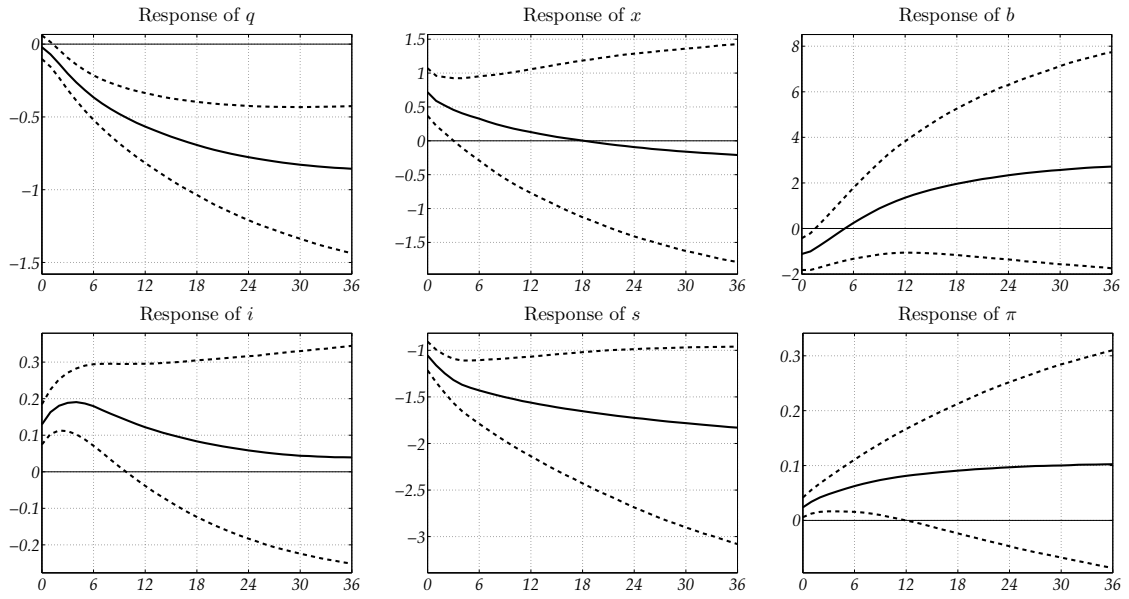 Response of q
0
−0.5
−1
−1.5
0 6 12 18 24 30 36
Response of x
1.5
1
0.5
0
−0.5
−1
−1.5
0 6 12 18 24 30 36
Response of b
8
6
4
2
0
−2
0 6 12 18 24 30 36
Response of i
0.3
0.2
0.1
0
−0.1
−0.2
0 6 12 18 24 30 36
Response of s
−1
−1.5
−2
−2.5
−3
0 6 12 18 24 30 36
Response of π
0.3
0.2
0.1
0
0 6 12 18 24 30 36